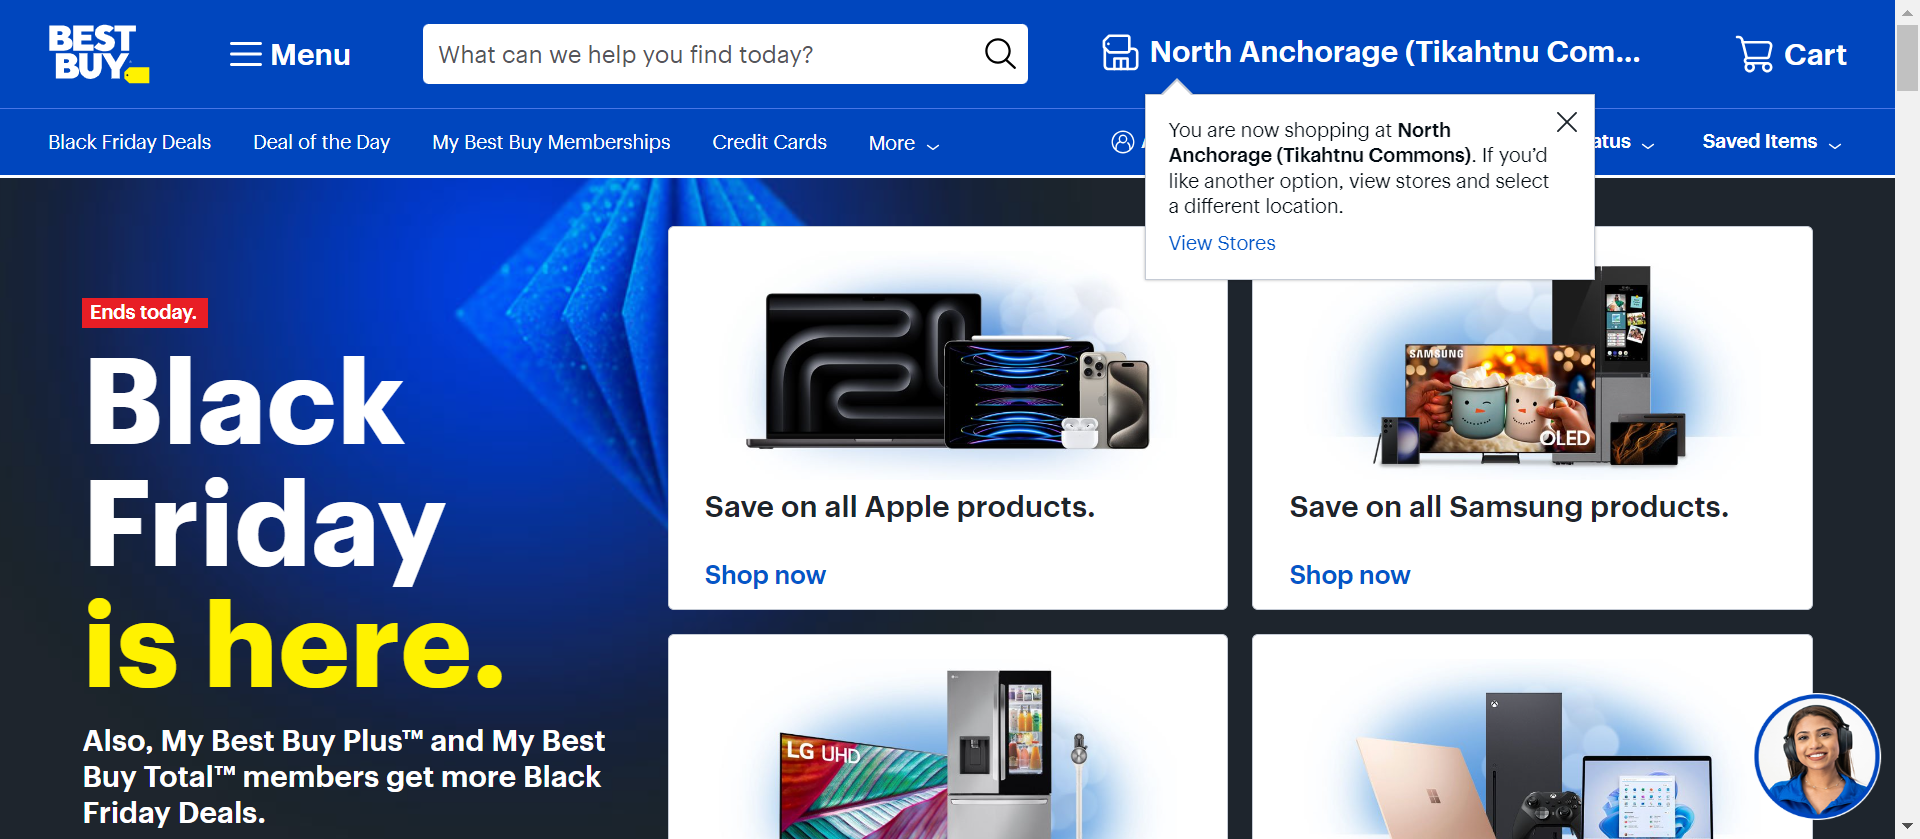 BEST
BUY
Menu
What can we help you find today?
North Anchorage (Tikahtnu Com...
Cart
Black Friday Deals
Deal of the Day
My Best Buy Memberships
Credit Cards
More
Saved Items
You are now shopping at North
Anchorage (Tikahtnu Commons). If you’d
like another option, view stores and select
a different location.
View Stores
Ends today.
Black
Friday
is here.
Also, My Best Buy Plus™ and My Best
Buy Total™ members get more Black
Friday Deals.
Save on all Apple products.
Shop now
SAMSUNG
OLED
Save on all Samsung products.
Shop now
LG UHD